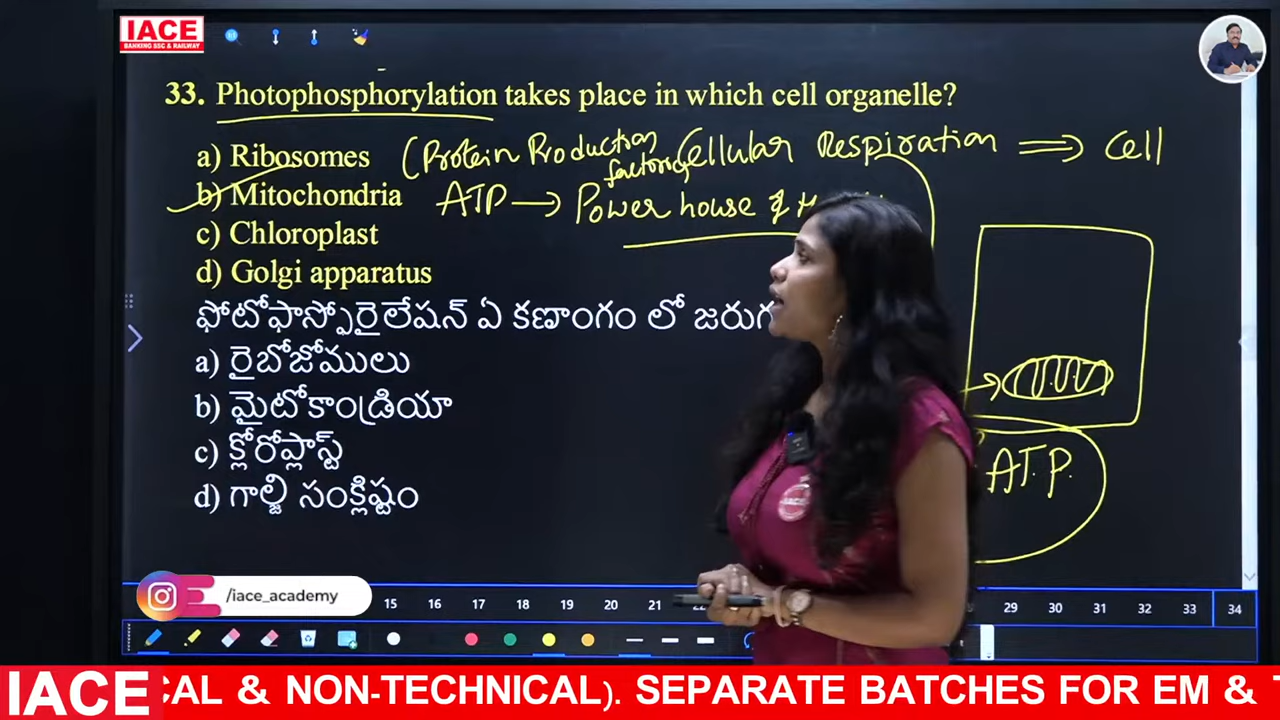 IACE
BANKING SSC & RAILWAY
33. Photophosphorylation takes place in which cell organelle?
a) Ribosomes (Protein Production factories
Cellular Respiration ⟹ Cell
b) Mitochondria ATP → Power house of
c) Chloroplast
d) Golgi apparatus
ఫోటోఫాస్ఫోరైలేషన్ ఏ కణాంగం లో
a) రైబోజోములు
b) మైటోకాండ్రియా
c) క్లోరోప్లాస్ట్
d) గాల్జి సంక్లిష్టం
A.T.P.
IACE
/iace_academy
15 16 17 18 19 20 21 29 30 31 32 33 34
IACE CAL & NON-TECHNICAL). SEPARATE BATCHES FOR EM &